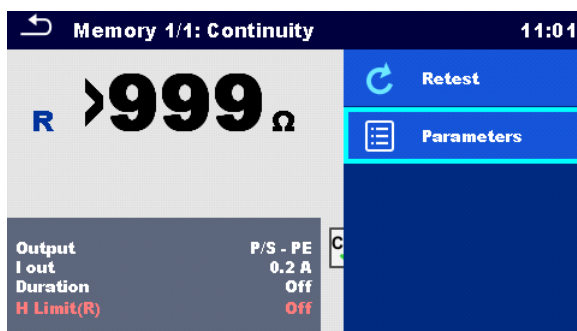 Memory 1/1: Continuity 11:01
R >999 Ω
Retest
Parameters
Output P/S - PE
I out 0.2 A
Duration Off
H Limit(R) Off
C